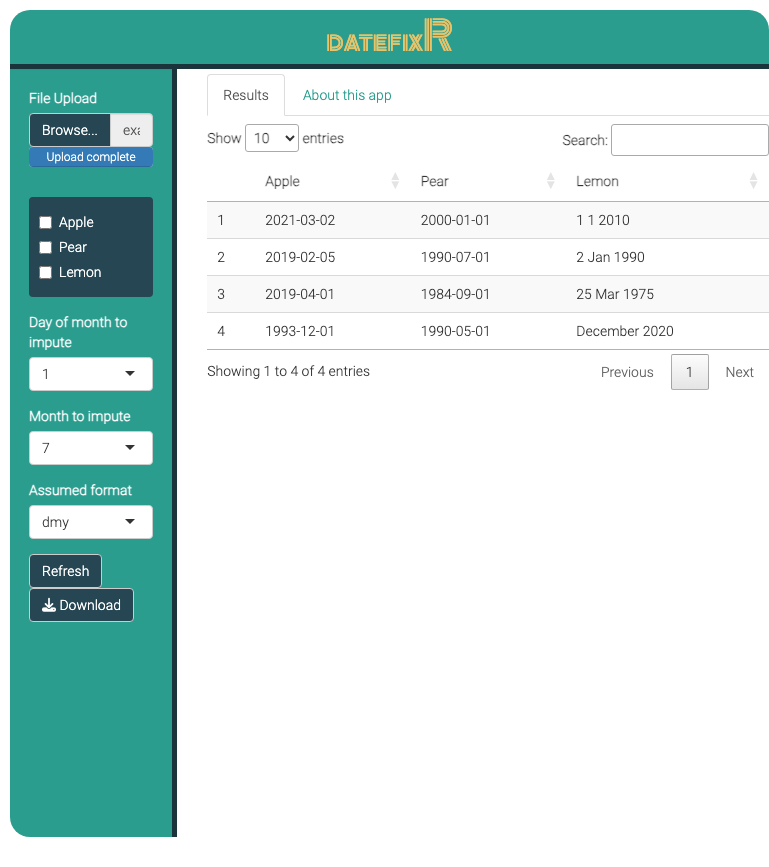 DATEFIXR
File Upload
Browse... exa
Upload complete
Apple
Pear
Lemon
Day of month to
impute
1
Month to impute
7
Assumed format
dmy
Refresh
Download
Results About this app
Show 10 entries Search:
Apple Pear Lemon
1 2021-03-02 2000-01-01 1 1 2010
2 2019-02-05 1990-07-01 2 Jan 1990
3 2019-04-01 1984-09-01 25 Mar 1975
4 1993-12-01 1990-05-01 December 2020
Showing 1 to 4 of 4 entries Previous 1 Next